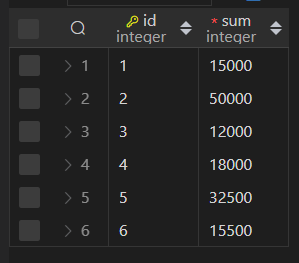 id * sum
integer integer
1 1 15000
2 2 50000
3 3 12000
4 4 18000
5 5 32500
6 6 15500